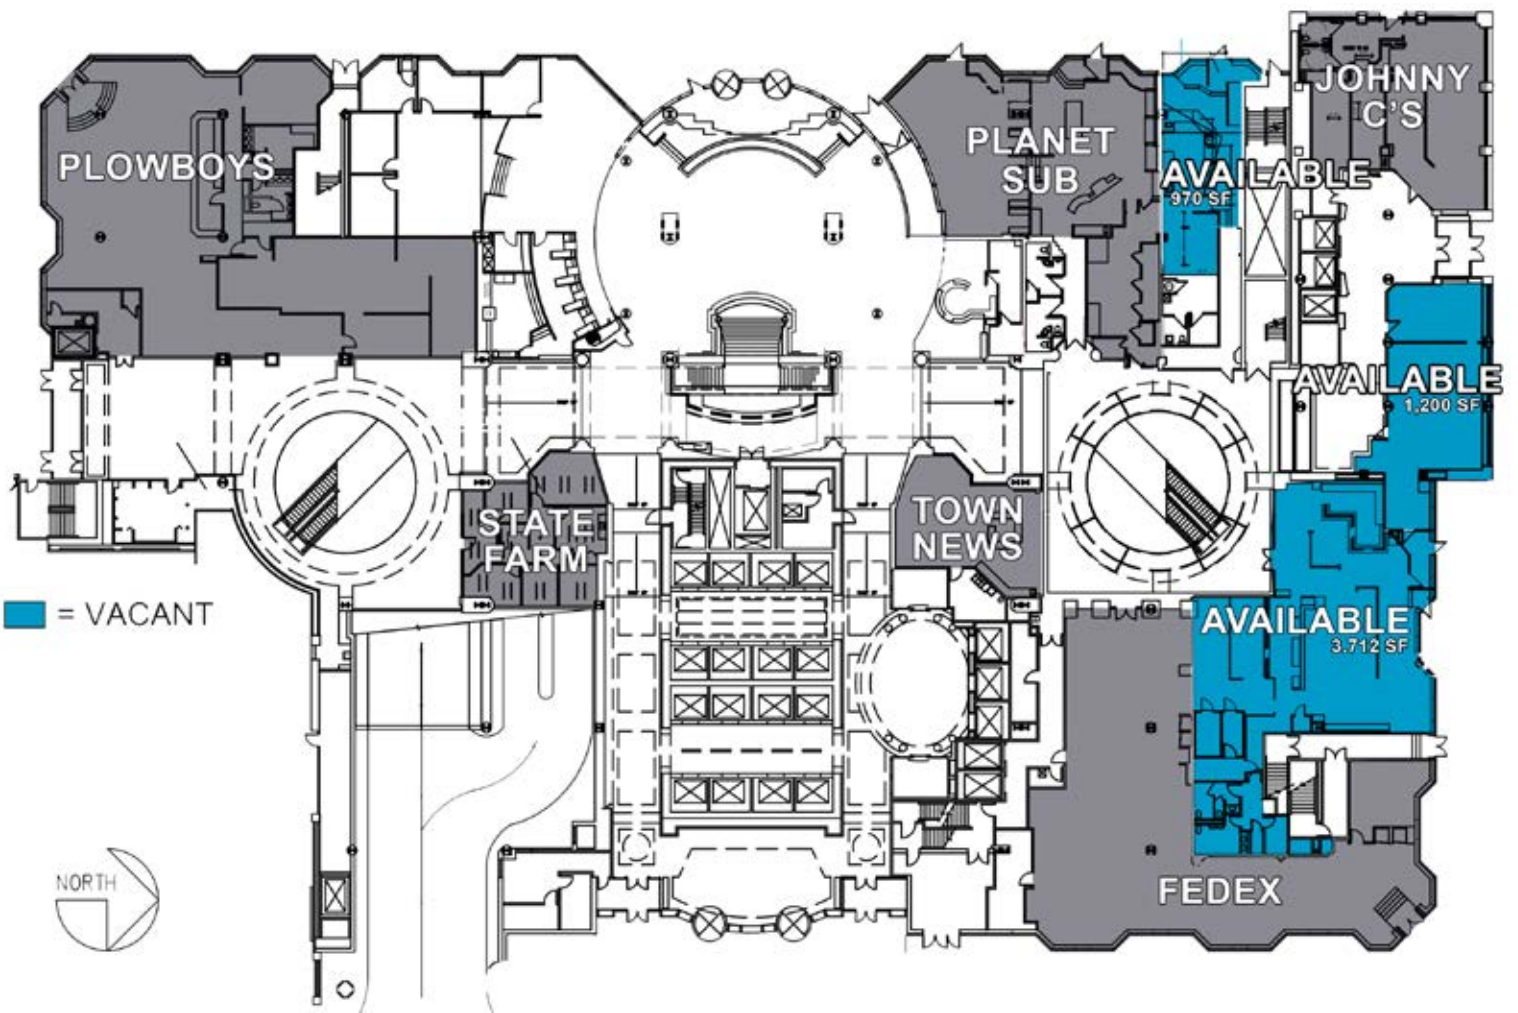 PLOWBOYS
PLANET
SUB
AVAILABLE
970 SF
JOHNNY
C'S
AVAILABLE
1,200 SF
STATE
FARM
TOWN
NEWS
AVAILABLE
3,712 SF
FEDEX
= VACANT
NORTH